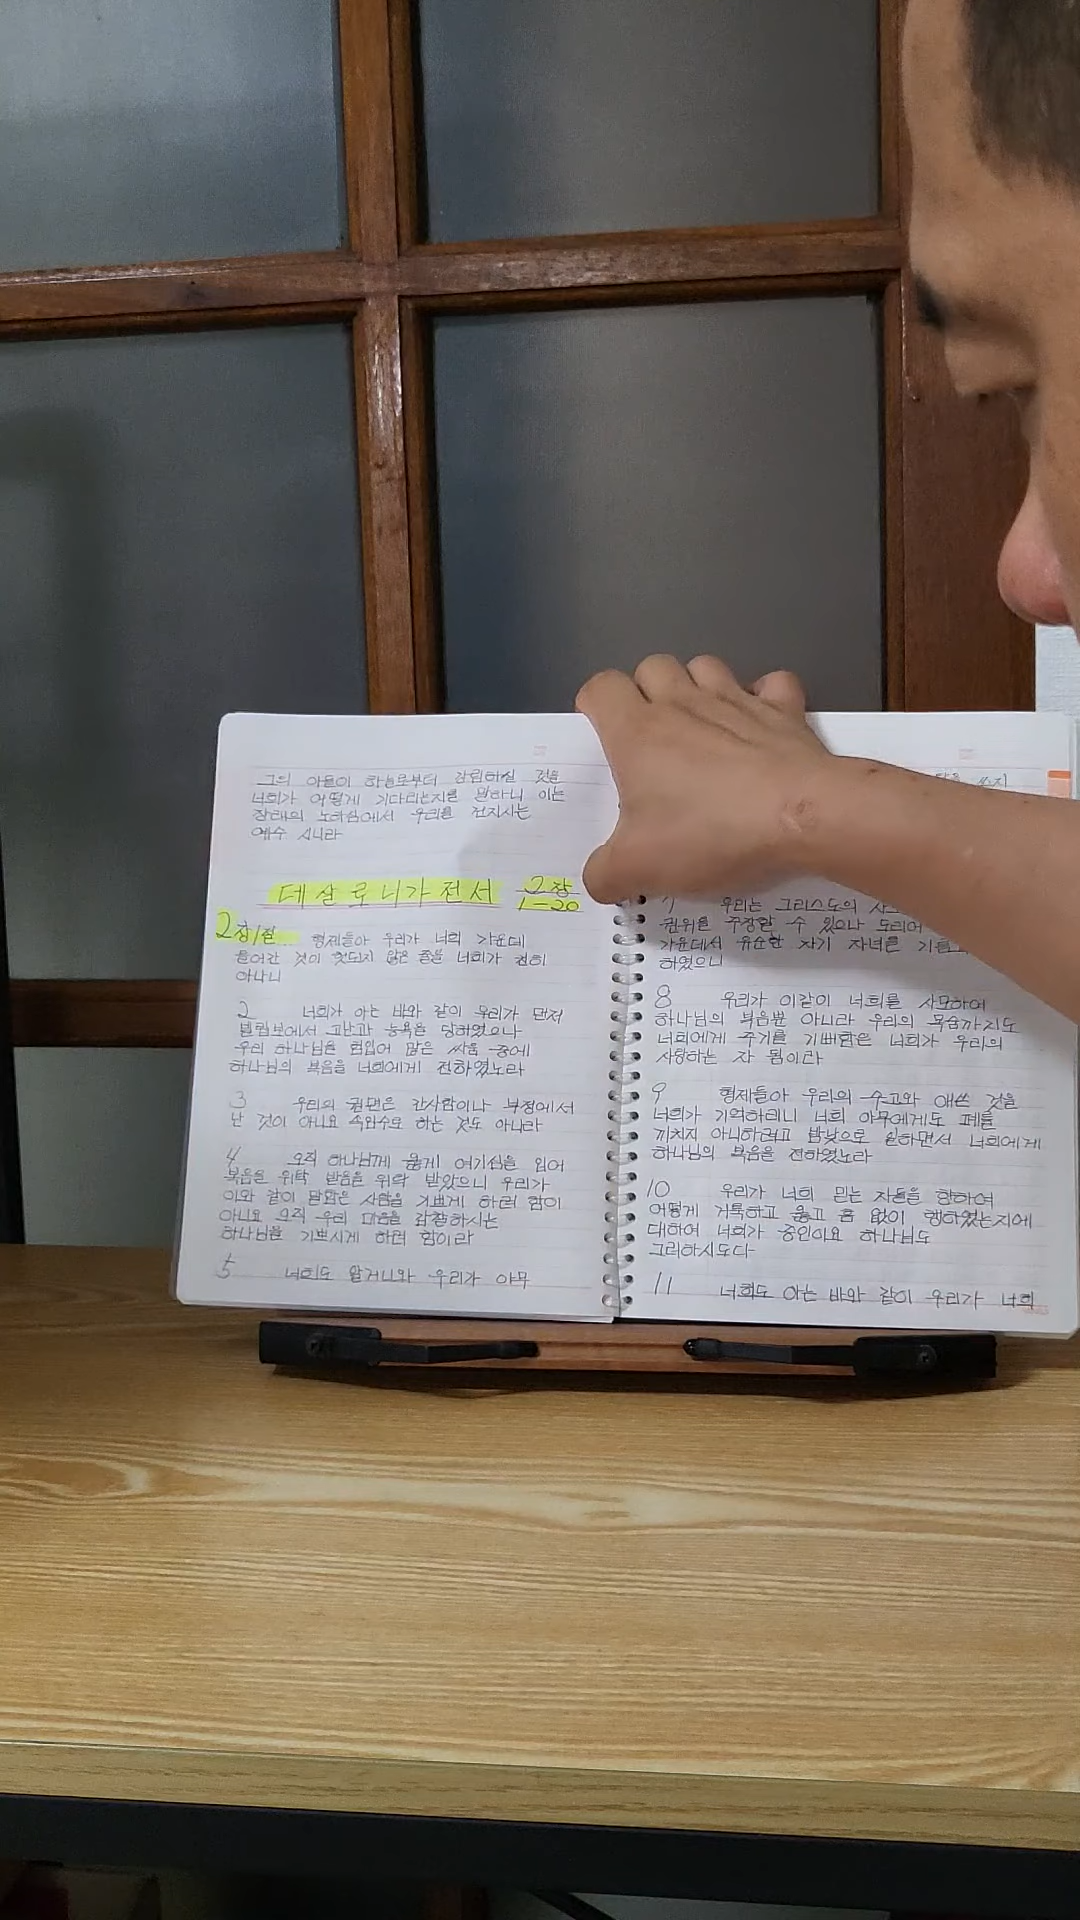 그의 아들이 하늘로부터 강림하실 것을
너희가 어떻게 기다리는지를 말하니 이는
장래의 노하심에서 우리를 건지시는
예수 시니라
데살로니가전서 2장
1-20
2장1절 형제들아 우리가 너희 가운데
들어간 것이 헛되지 않은 줄을 너희가 친히
아나니
2 너희가 아는 바와 같이 우리가 먼저
빌립보에서 고난과 능욕을 당하였으나
우리 하나님을 힘입어 많은 싸움 중에
하나님의 복음을 너희에게 전하였노라
3 우리의 권면은 간사함이나 부정에서
난 것이 아니요 속임수로 하는 것도 아니라
4 오직 하나님께 옳게 여기심을 입어
복음을 위탁 받음을 위탁 받았으니 우리가
이와 같이 말함은 사람을 기쁘게 하려 함이
아니요 오직 우리 마음을 감찰하시는
하나님을 기쁘시게 하려 함이라
5 너희도 알거니와 우리가 아무
7 우리는 그리스도의
권위를 주장할 수 있으나 도리어
가운데서 유순한 자기 자녀를
하였으니
8 우리가 이같이 너희를 사모하여
하나님의 복음뿐 아니라 우리의 목숨까지도
너희에게 주기를 기뻐함은 너희가 우리의
사랑하는 자 됨이라
9 형제들아 우리의 수고와 애쓴 것을
너희가 기억하리니 너희 아무에게도 폐를
끼치지 아니하려고 밤낮으로 일하면서 너희에게
하나님의 복음을 전하였노라
10 우리가 너희 믿는 자들을 향하여
어떻게 거룩하고 옳고 흠 없이 행하였는지에
대하여 너희가 증인이요 하나님도
그러하시도다
11 너희도 아는 바와 같이 우리가 너희